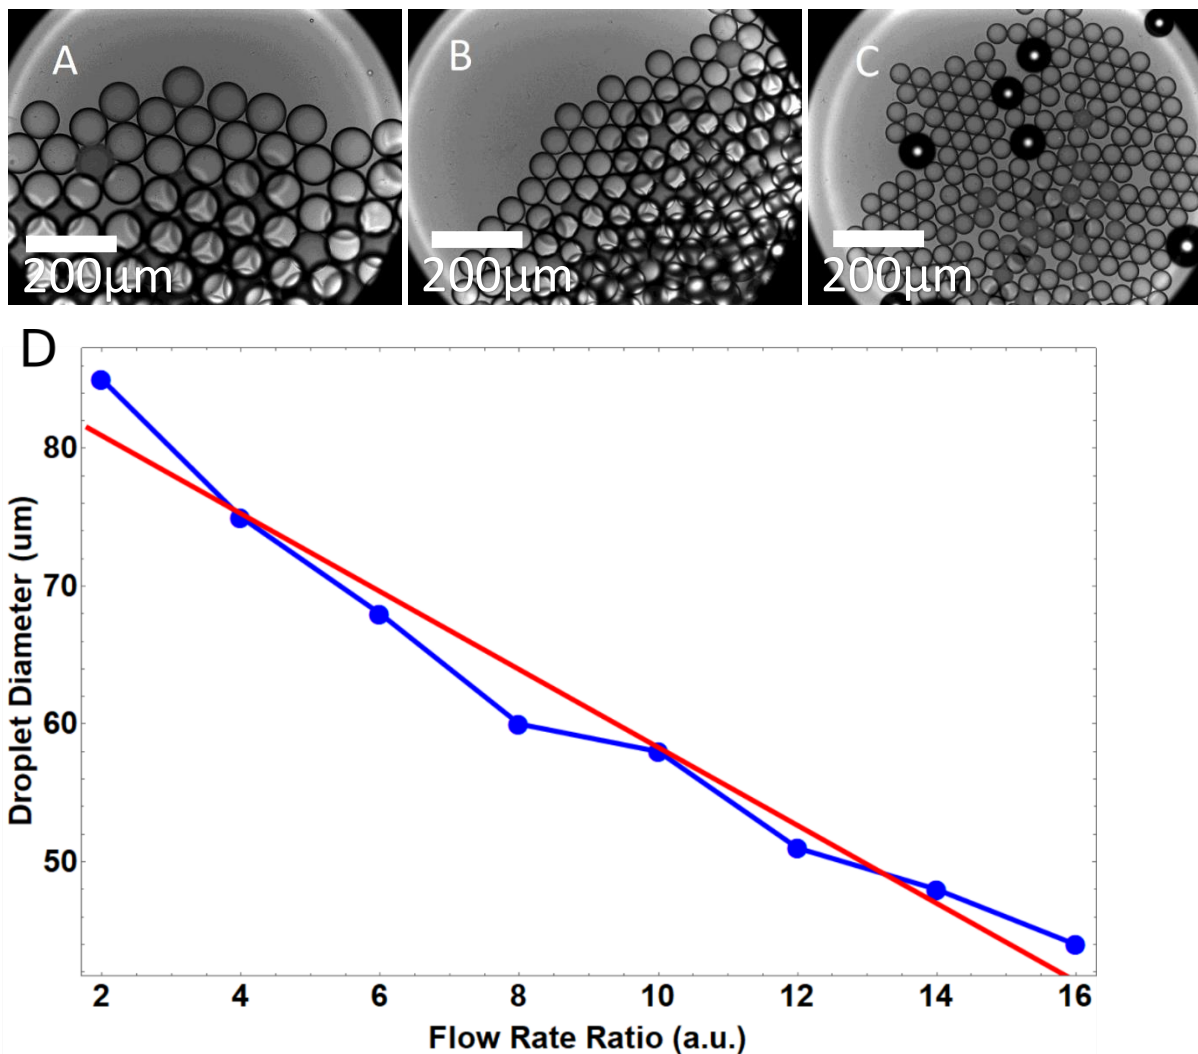 A
B
C
200μm
200μm
200μm
D
80
70
60
50
Droplet Diameter (um)
2 4 6 8 10 12 14 16
Flow Rate Ratio (a.u.)